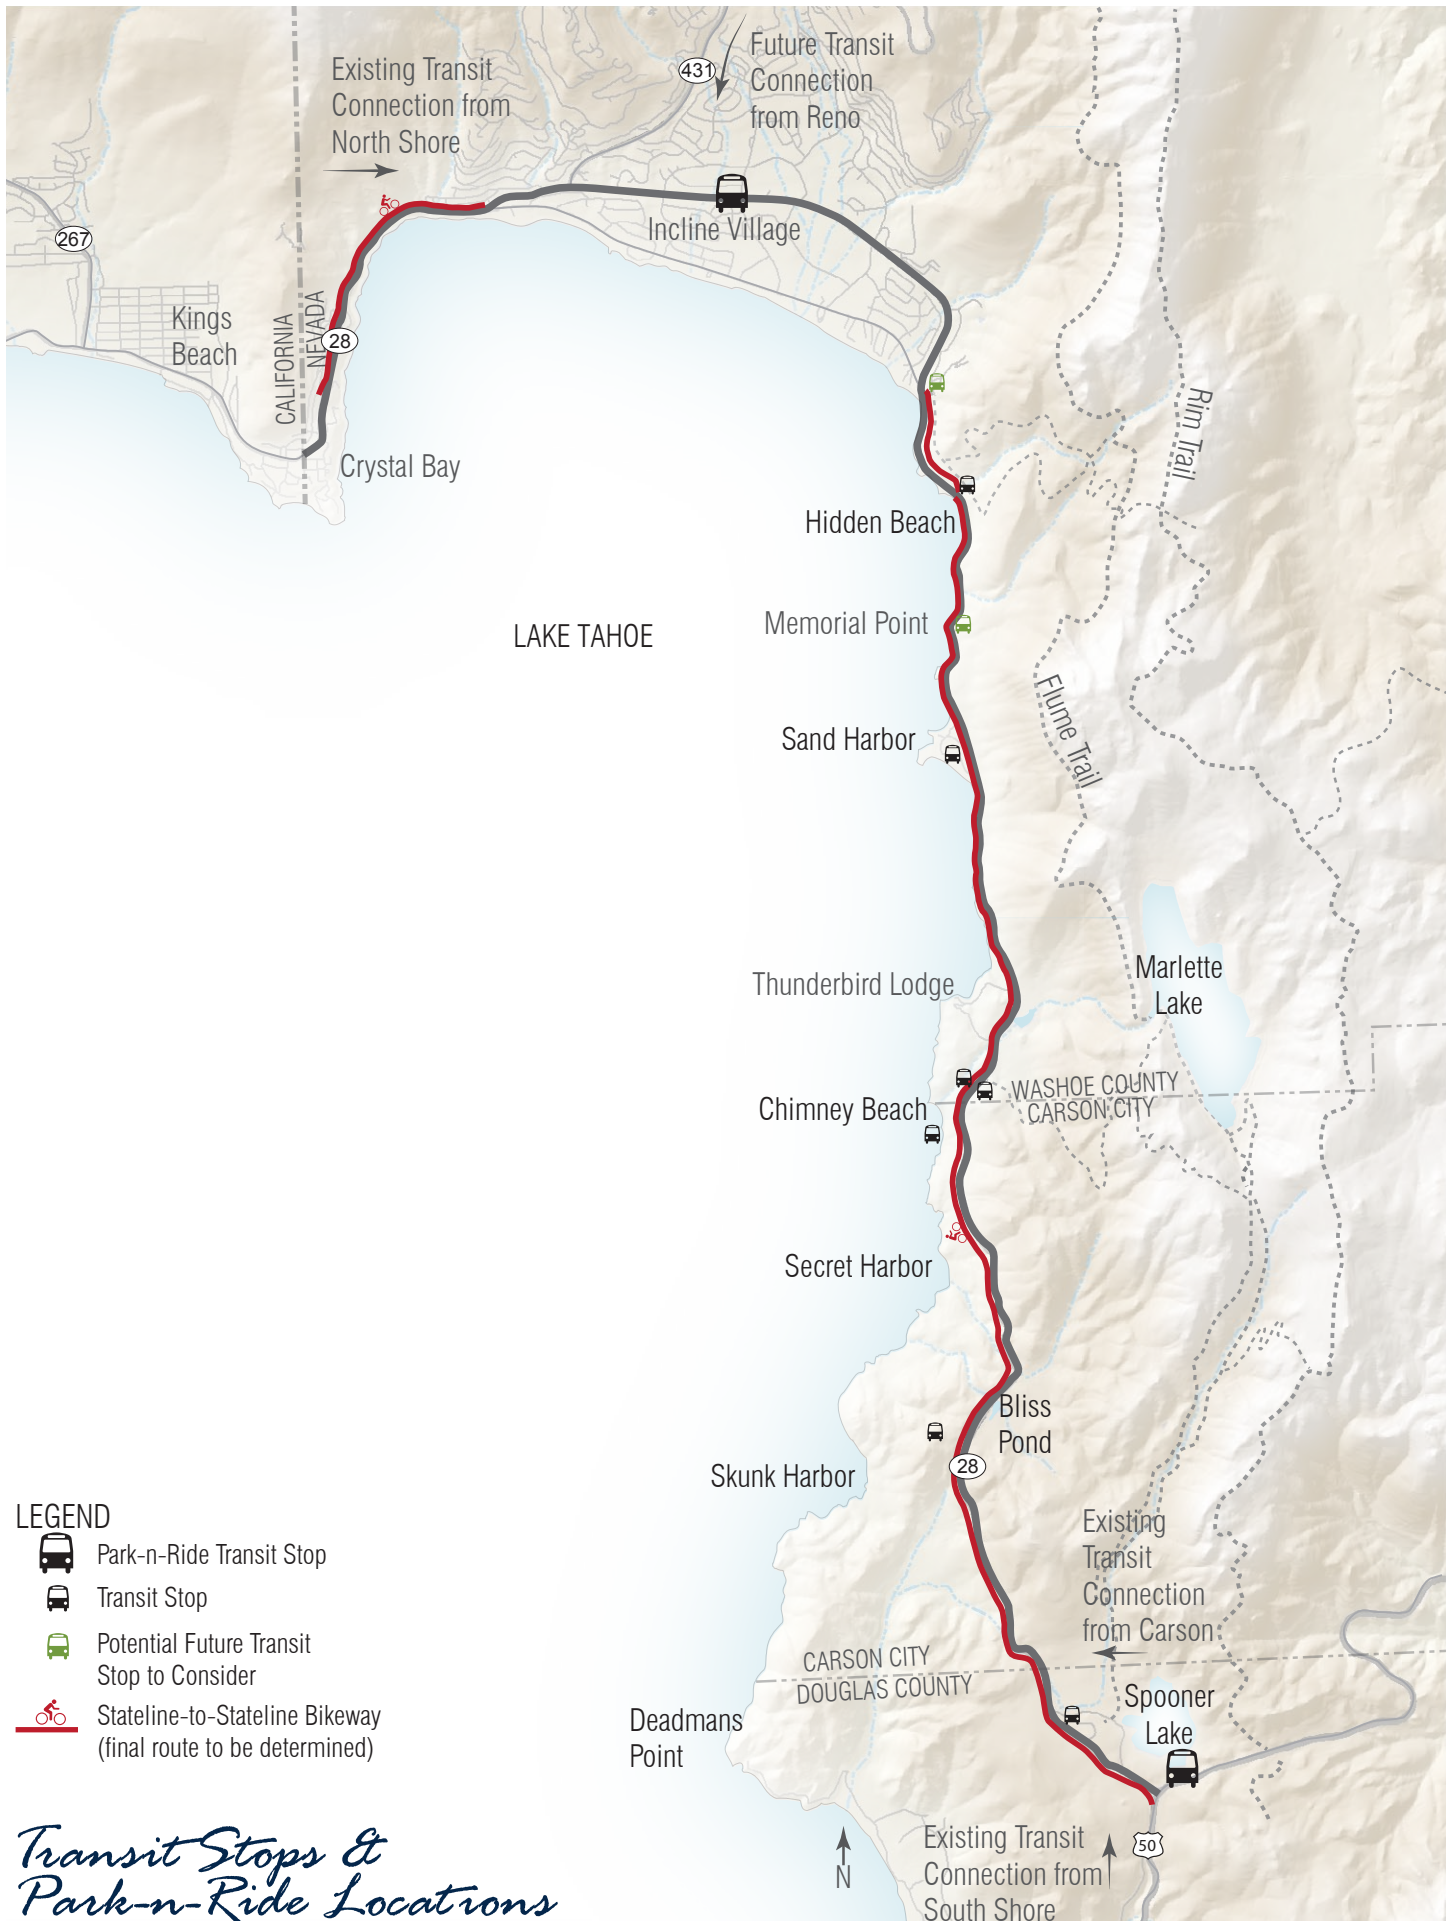 Existing Transit
Connection from
North Shore
431
Future Transit
Connection
from Reno
Incline Village
267
Kings
Beach
CALIFORNIA
NEVADA
28
Crystal Bay
Rim Trail
Hidden Beach
LAKE TAHOE
Memorial Point
Flume Trail
Sand Harbor
Marlette
Lake
Thunderbird Lodge
WASHOE COUNTY
CARSON CITY
Chimney Beach
Secret Harbor
Bliss
Pond
28
Skunk Harbor
Existing
Transit
Connection
from Carson
CARSON CITY
DOUGLAS COUNTY
Spooner
Lake
Deadmans
Point
50
Existing Transit
Connection from
South Shore
N
LEGEND
Park-n-Ride Transit Stop
Transit Stop
Potential Future Transit
Stop to Consider
Stateline-to-Stateline Bikeway
(final route to be determined)
Transit Stops &
Park-n-Ride Locations